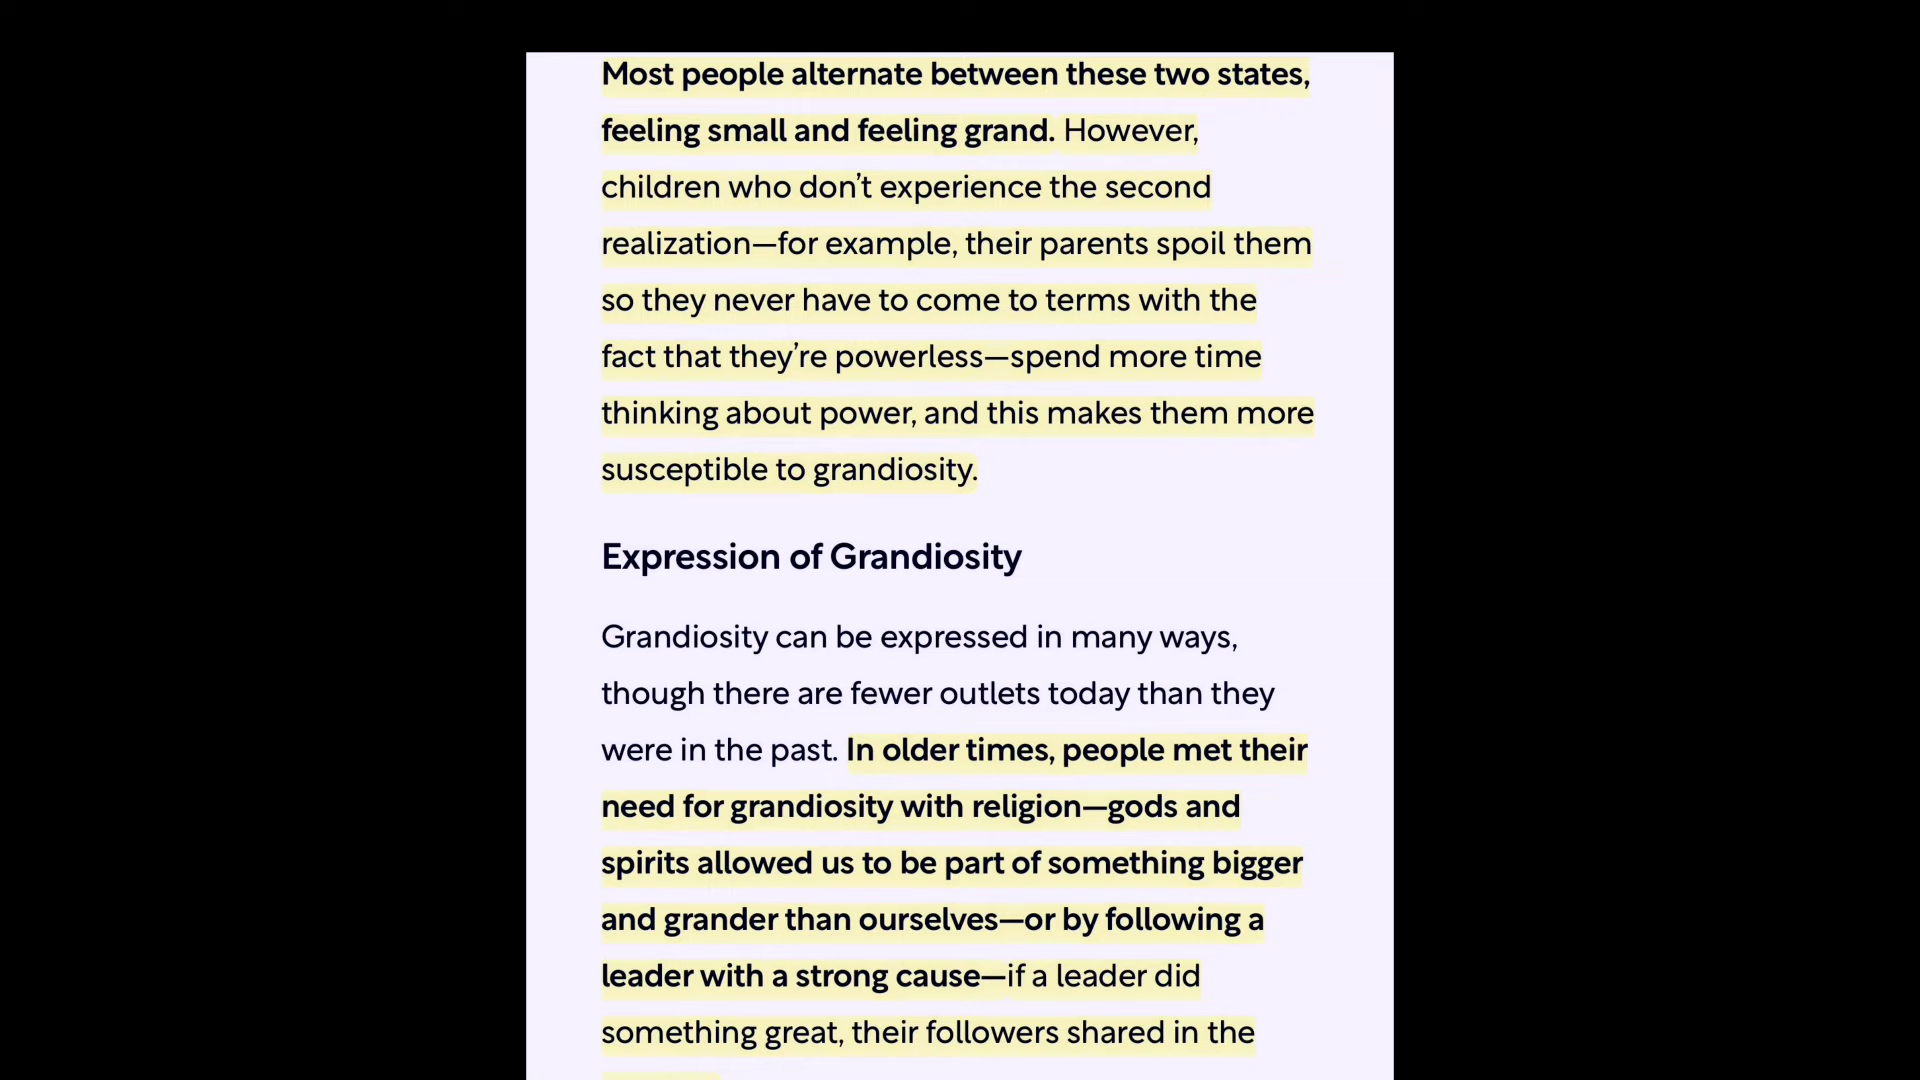 Most people alternate between these two states,
feeling small and feeling grand. However,
children who don’t experience the second
realization—for example, their parents spoil them
so they never have to come to terms with the
fact that they’re powerless—spend more time
thinking about power, and this makes them more
susceptible to grandiosity.
Expression of Grandiosity
Grandiosity can be expressed in many ways,
though there are fewer outlets today than they
were in the past. In older times, people met their
need for grandiosity with religion—gods and
spirits allowed us to be part of something bigger
and grander than ourselves—or by following a
leader with a strong cause—if a leader did
something great, their followers shared in the